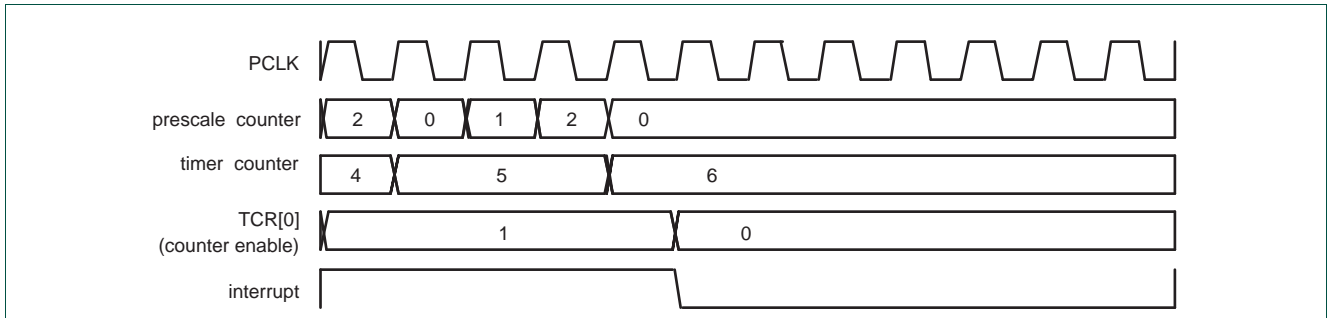 PCLK
prescale counter
2 0 1 2 0
timer counter
4 5 6
TCR[0]
(counter enable)
1 0
interrupt